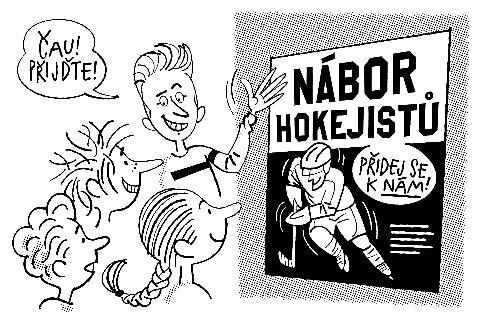 ČAU!
PŘIJĎTE!
NÁBOR
HOKEJISTŮ
PŘIDEJ SE
K NÁM!